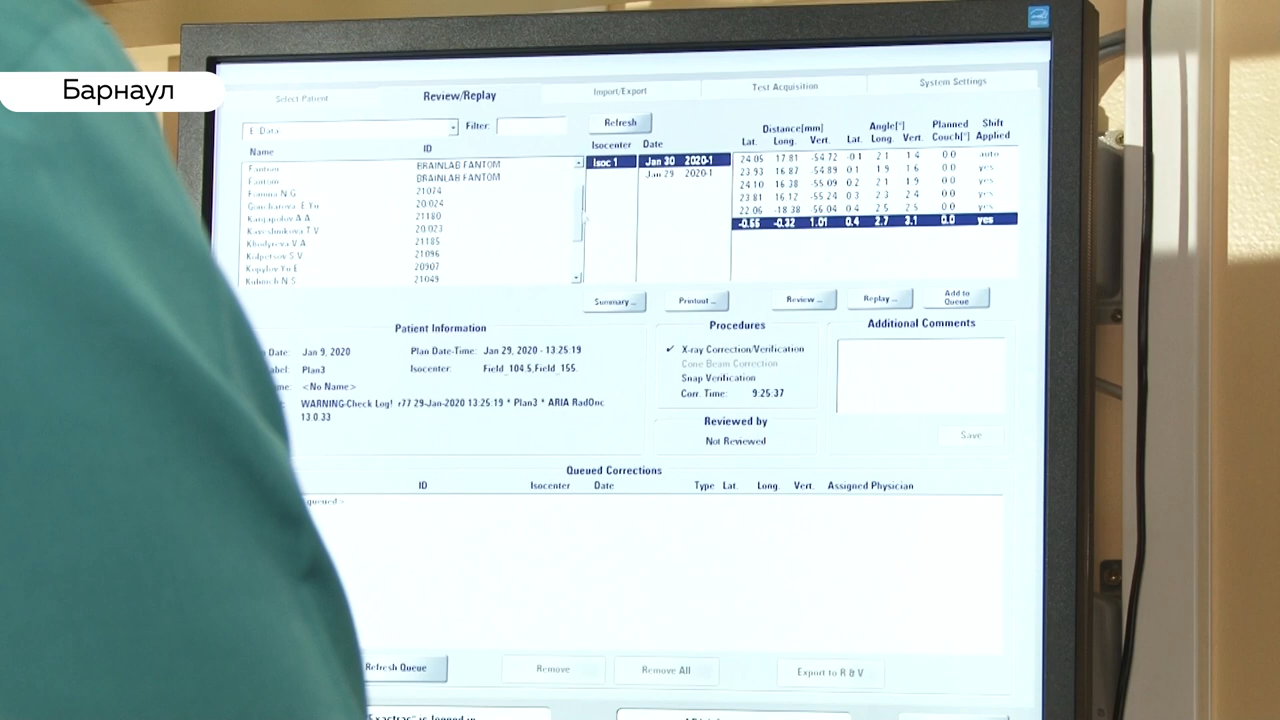 Барнаул
Select Patient
Review/Replay
Import/Export
Test Acquisition
System Settings
E Data
Filter:
Refresh
Name
ID
Isocenter
Date
Distance[mm]
Angle[°]
Planned
Couch[°]
Shift
Applied
Lat. Long. Vert. Lat. Long. Vert.
Fantom BRAINLAB FANTOM
21074
20 024
21180
20 023
Khodyreva V A 21185
21096
Kopylov Yu E 20907
21049
Isoc 1
Jan 30 2020-1
Jan 29 2020-1
24.05 17.81 -54.72 -0.1 2.1 1.4 0.0 auto
23.93 16.87 -54.89 0.1 1.9 1.6 0.0 yes
24.10 16.38 -55.09 0.2 2.1 1.9 0.0 yes
23.81 16.12 -55.24 0.3 2.3 2.4 0.0 yes
22.06 -18.38 -56.04 0.4 2.5 2.5 0.0 yes
-0.32 1.01 0.4 2.7 3.1 0.0 yes
Summary...
Printout...
Review...
Replay...
Add to
Queue
Patient Information
Date: Jan 9, 2020
Plan Date-Time: Jan 29, 2020 - 13:25:19
abel: Plan3
Isocenter: Field_104.5,Field_155.
me: <No Name>
WARNING-Check Log! r77 29-Jan-2020 13:25:19 * Plan3 * ARIA RadOnc
13.0.33
Procedures
✓ X-ray Correction/Verification
Cone Beam Correction
Snap Verification
Corr. Time: 9:25:37
Reviewed by
Not Reviewed
Additional Comments
Save
Queued Corrections
ID Isocenter Date Type Lat. Long. Vert. Assigned Physician
queued -
Refresh Queue
Remove
Remove All
Export to R & V